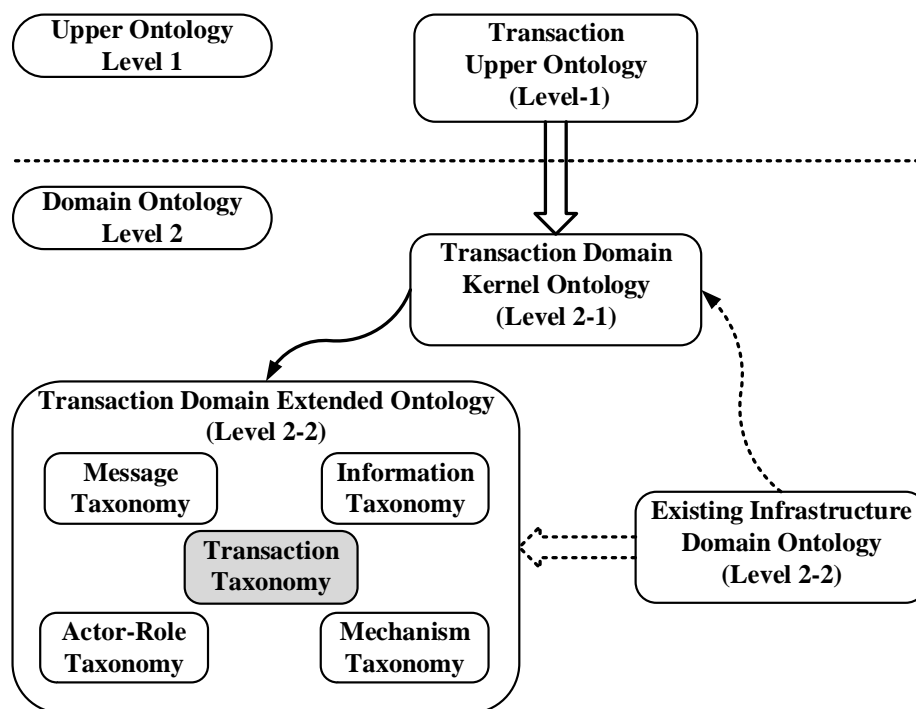 Upper Ontology
Level 1
Transaction
Upper Ontology
(Level-1)
Domain Ontology
Level 2
Transaction Domain
Kernel Ontology
(Level 2-1)
Transaction Domain Extended Ontology
(Level 2-2)
Message
Taxonomy
Information
Taxonomy
Transaction
Taxonomy
Actor-Role
Taxonomy
Mechanism
Taxonomy
Existing Infrastructure
Domain Ontology
(Level 2-2)